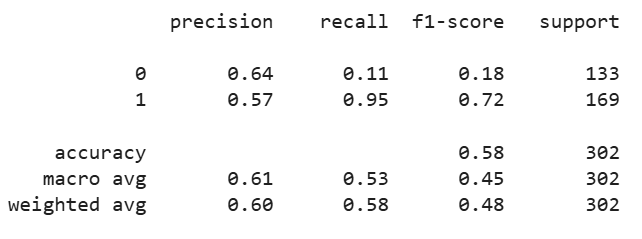 precision recall f1-score support
0 0.64 0.11 0.18 133
1 0.57 0.95 0.72 169
accuracy 0.58 302
macro avg 0.61 0.53 0.45 302
weighted avg 0.60 0.58 0.48 302